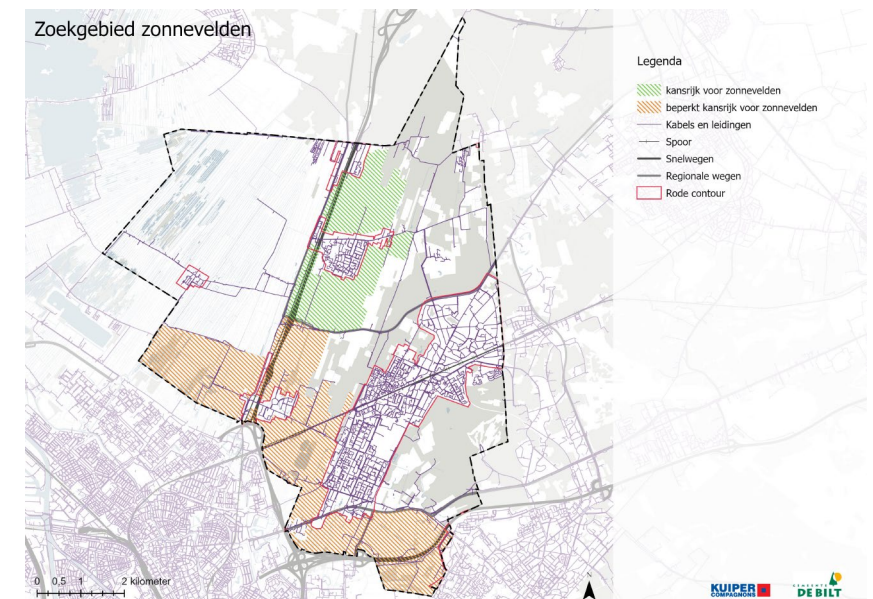 Zoekgebied zonnevelden
Legenda
kansrijk voor zonnevelden
beperkt kansrijk voor zonnevelden
Kabels en leidingen
Spoor
Snelwegen
Regionale wegen
Rode contour
0 0,5 1 2 kilometer
KUIPER
COMPAGNONS
GEMEENTE
DE BILT